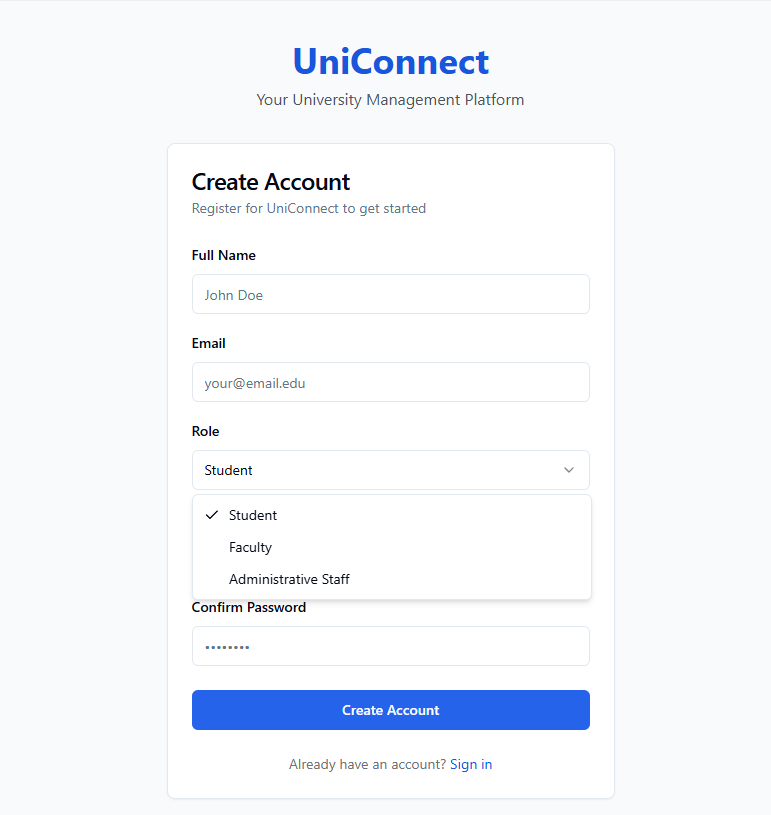 UniConnect
Your University Management Platform
Create Account
Register for UniConnect to get started
Full Name
John Doe
Email
your@email.edu
Role
Student
Student
Faculty
Administrative Staff
Confirm Password
••••••••
Create Account
Already have an account? Sign in